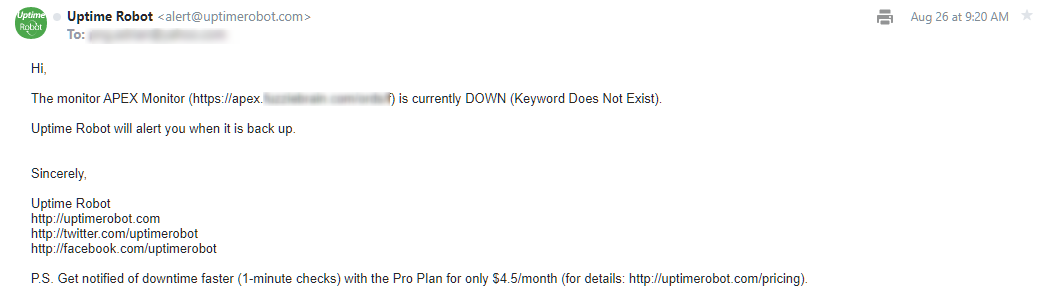 Uptime Robot
Uptime Robot <alert@uptimerobot.com>
Aug 26 at 9:20 AM
To:
Hi,
The monitor APEX Monitor (https://apex. ) is currently DOWN (Keyword Does Not Exist).
Uptime Robot will alert you when it is back up.
Sincerely,
Uptime Robot
http://uptimerobot.com
http://twitter.com/uptimerobot
http://facebook.com/uptimerobot
P.S. Get notified of downtime faster (1-minute checks) with the Pro Plan for only $4.5/month (for details: http://uptimerobot.com/pricing).